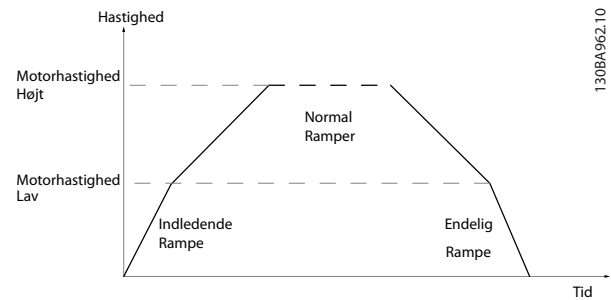 Hastighed
130BA962.10
Motorhastighed
Højt
Normal
Ramper
Motorhastighed
Lav
Indledende
Rampe
Endelig
Rampe
Tid